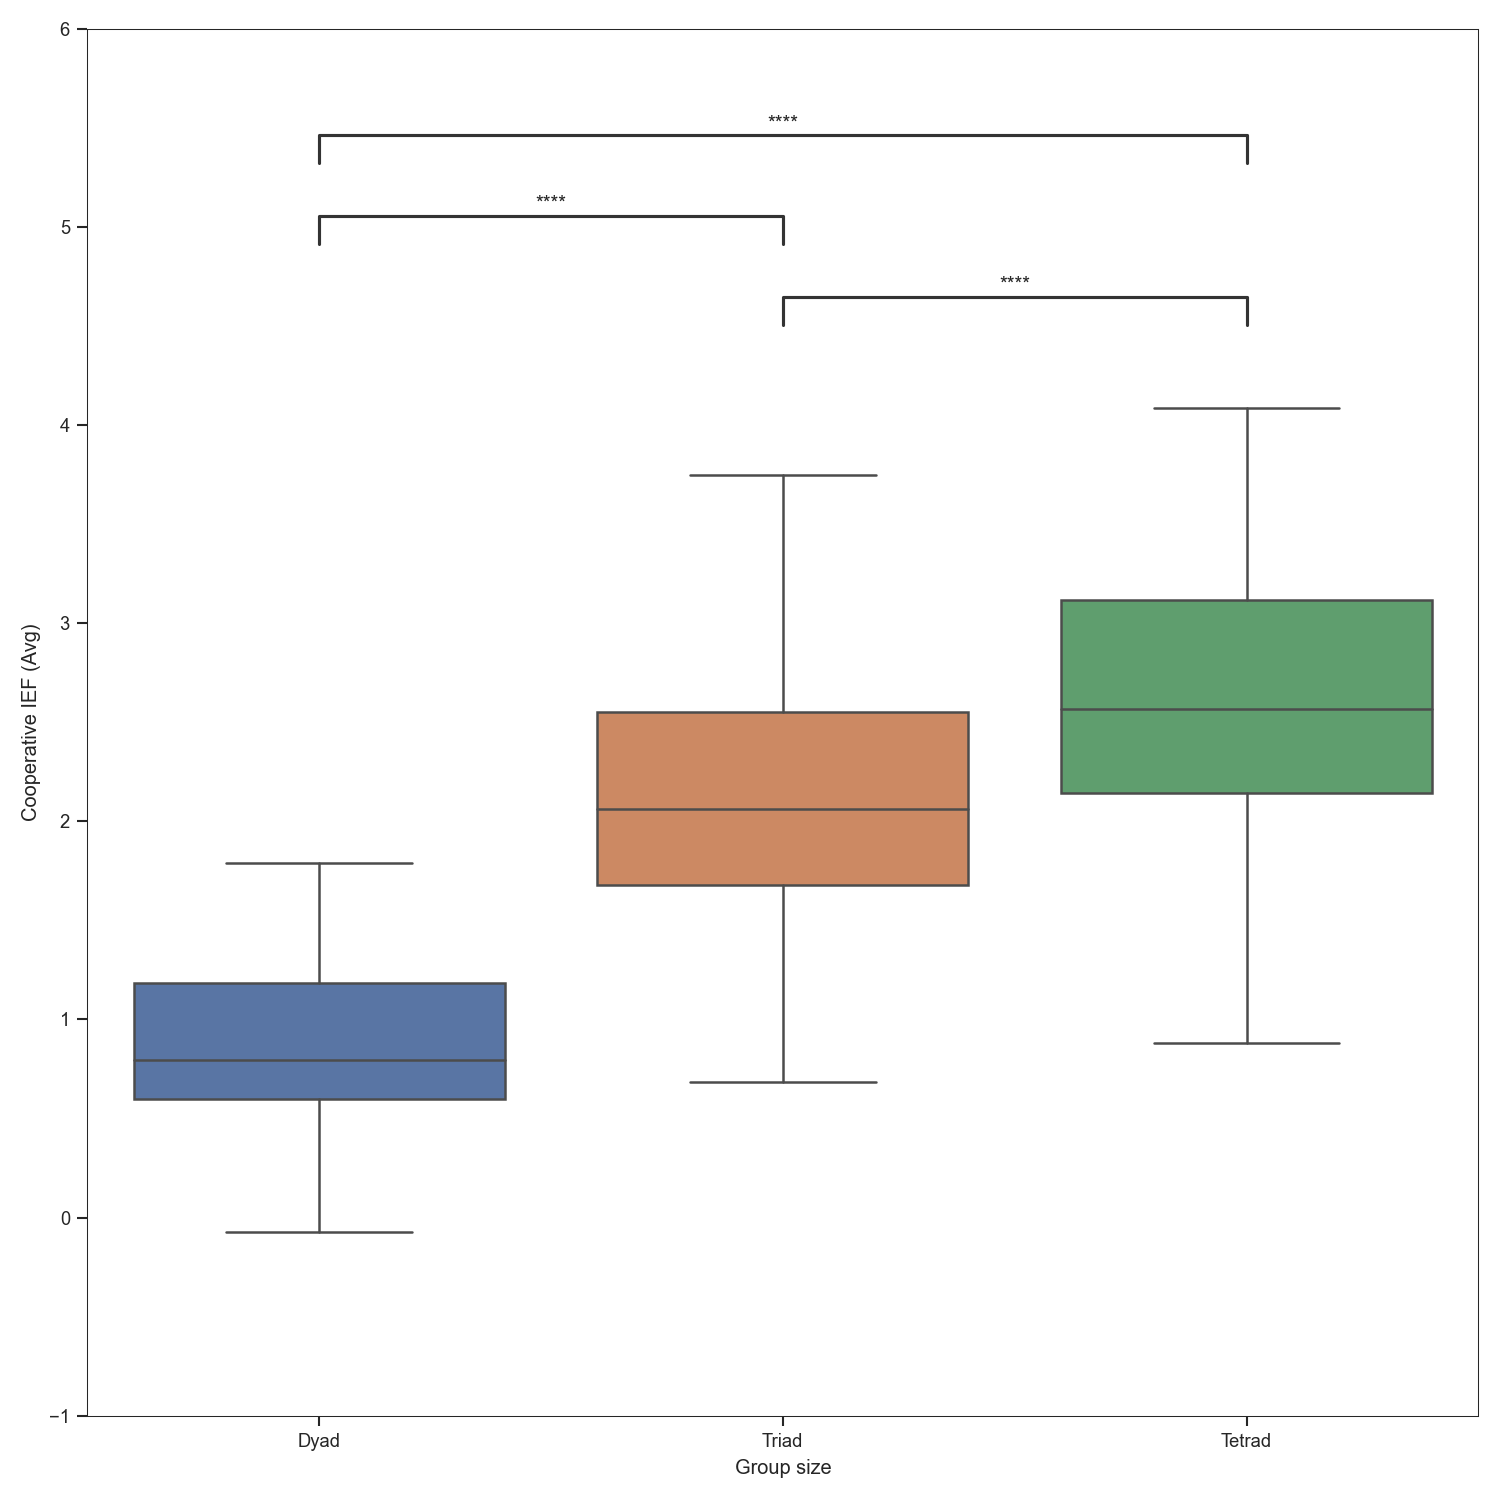 6
****
****
5
****
4
3
Cooperative IEF (Avg)
2
1
0
−1
Dyad
Triad
Tetrad
Group size